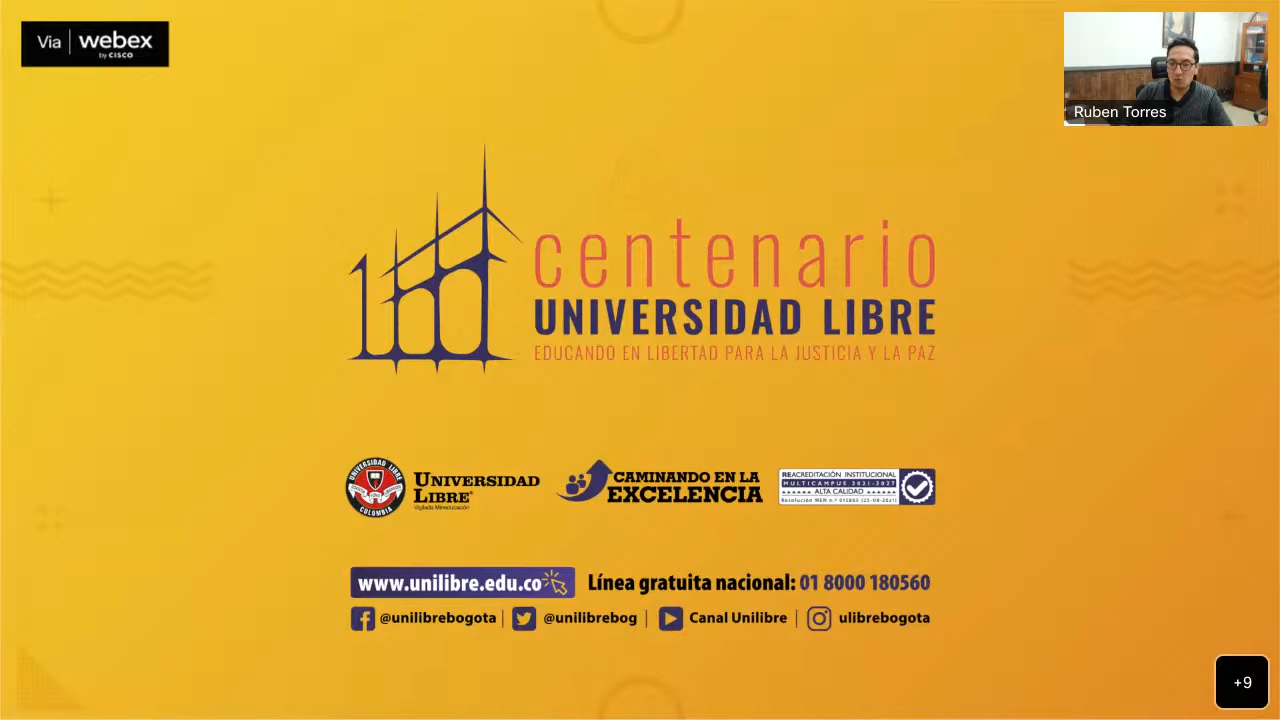 Via | webex
by CISCO
Ruben Torres
centenario
UNIVERSIDAD LIBRE
EDUCANDO EN LIBERTAD PARA LA JUSTICIA Y LA PAZ
UNIVERSIDAD LIBRE
COLOMBIA
UNIVERSIDAD
LIBRE®
Vigilada Mineducación
CAMINANDO EN LA
EXCELENCIA
REACREDITACIÓN INSTITUCIONAL
MULTICAMPUS 2021-2027
ALTA CALIDAD
www.unilibre.edu.co
Línea gratuita nacional: 01 8000 180560
@unilibrebogota | @unilibrebog | Canal Unilibre | ulibrebogota
+9